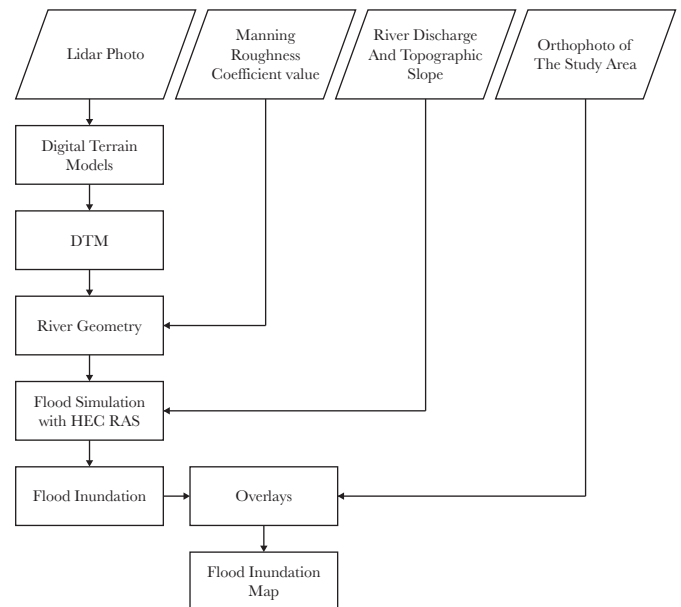 Lidar Photo
Manning
Roughness
Coefficient value
River Discharge
And Topographic
Slope
Orthophoto of
The Study Area
Digital Terrain
Models
DTM
River Geometry
Flood Simulation
with HEC RAS
Flood Inundation
Overlays
Flood Inundation
Map